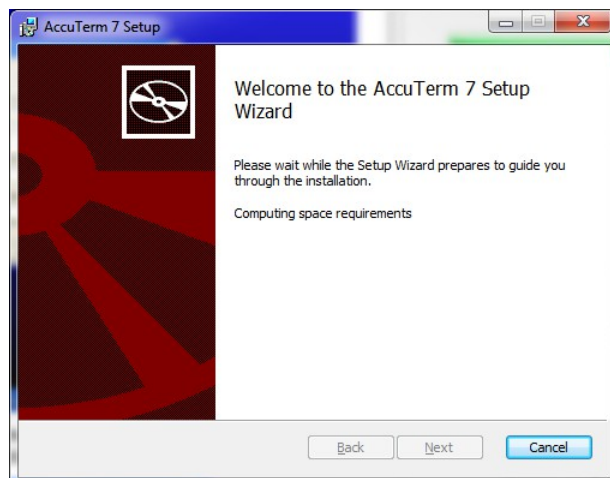 AccuTerm 7 Setup
Welcome to the AccuTerm 7 Setup
Wizard
Please wait while the Setup Wizard prepares to guide you
through the installation.
Computing space requirements
Back
Next
Cancel